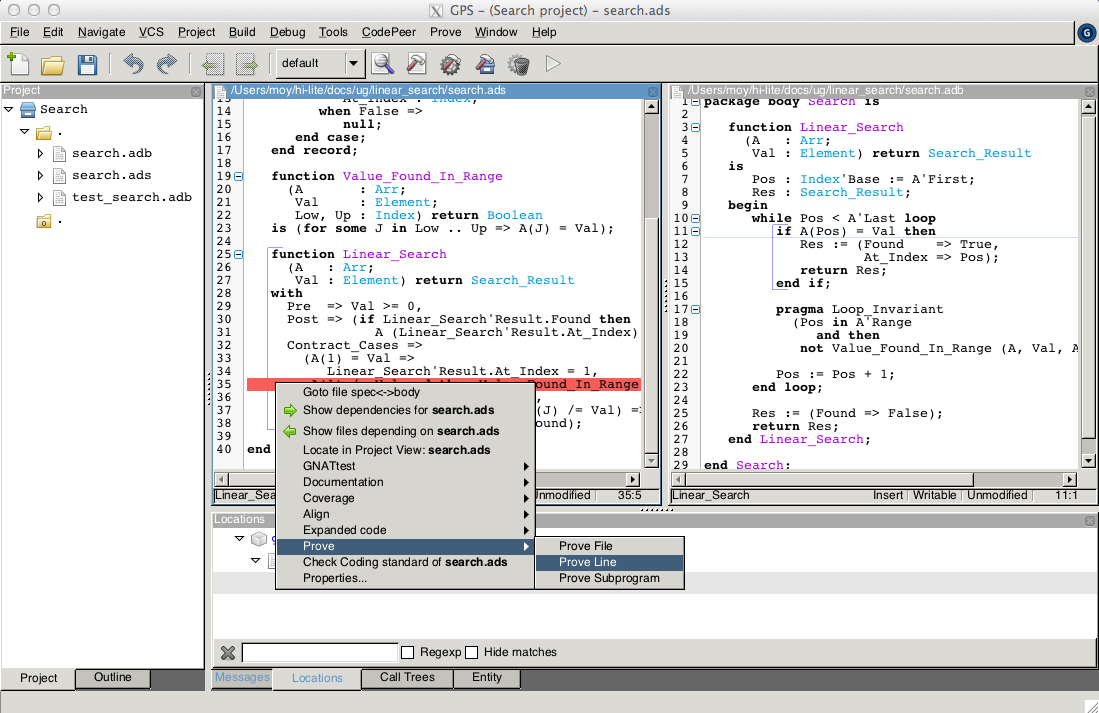 GPS - (Search project) - search.ads
File Edit Navigate VCS Project Build Debug Tools CodePeer Prove Window Help
G
default
Project
Search
.
search.adb
search.ads
test_search.adb
.
/Users/moy/hi-lite/docs/ug/linear_search/search.ads
13 At_Index : Index;
14 when False =>
15 null;
16 end case;
17 end record;
18
19 function Value_Found_In_Range
20 (A : Arr;
21 Val : Element;
22 Low, Up : Index) return Boolean
23 is (for some J in Low .. Up => A(J) = Val);
24
25 function Linear_Search
26 (A : Arr;
27 Val : Element) return Search_Result
28 with
29 Pre => Val >= 0,
30 Post => (if Linear_Search'Result.Found then
31 A (Linear_Search'Result.At_Index)
32 Contract_Cases =>
33 (A(1) = Val =>
34 Linear_Search'Result.At_Index = 1,
35 Found_In_Range
36 ,
37 (J) /= Val) =>
38 ound);
39
40 end
Linear_Sea
Unmodified 35:5
/Users/moy/hi-lite/docs/ug/linear_search/search.adb
1 package body Search is
2
3 function Linear_Search
4 (A : Arr;
5 Val : Element) return Search_Result
6 is
7 Pos : Index'Base := A'First;
8 Res : Search_Result;
9 begin
10 while Pos < A'Last loop
11 if A(Pos) = Val then
12 Res := (Found => True,
13 At_Index => Pos);
14 return Res;
15 end if;
16
17 pragma Loop_Invariant
18 (Pos in A'Range
19 and then
20 not Value_Found_In_Range (A, Val, A
21
22 Pos := Pos + 1;
23 end loop;
24
25 Res := (Found => False);
26 return Res;
27 end Linear_Search;
28
29 end Search;
Linear_Search Insert Writable Unmodified 11:1
Goto file spec<->body
Show dependencies for search.ads
Show files depending on search.ads
Locate in Project View: search.ads
GNATtest
Documentation
Coverage
Align
Expanded code
Prove
Check Coding standard of search.ads
Properties...
Prove File
Prove Line
Prove Subprogram
Locations
Regexp Hide matches
Project Outline
Messages Locations Call Trees Entity